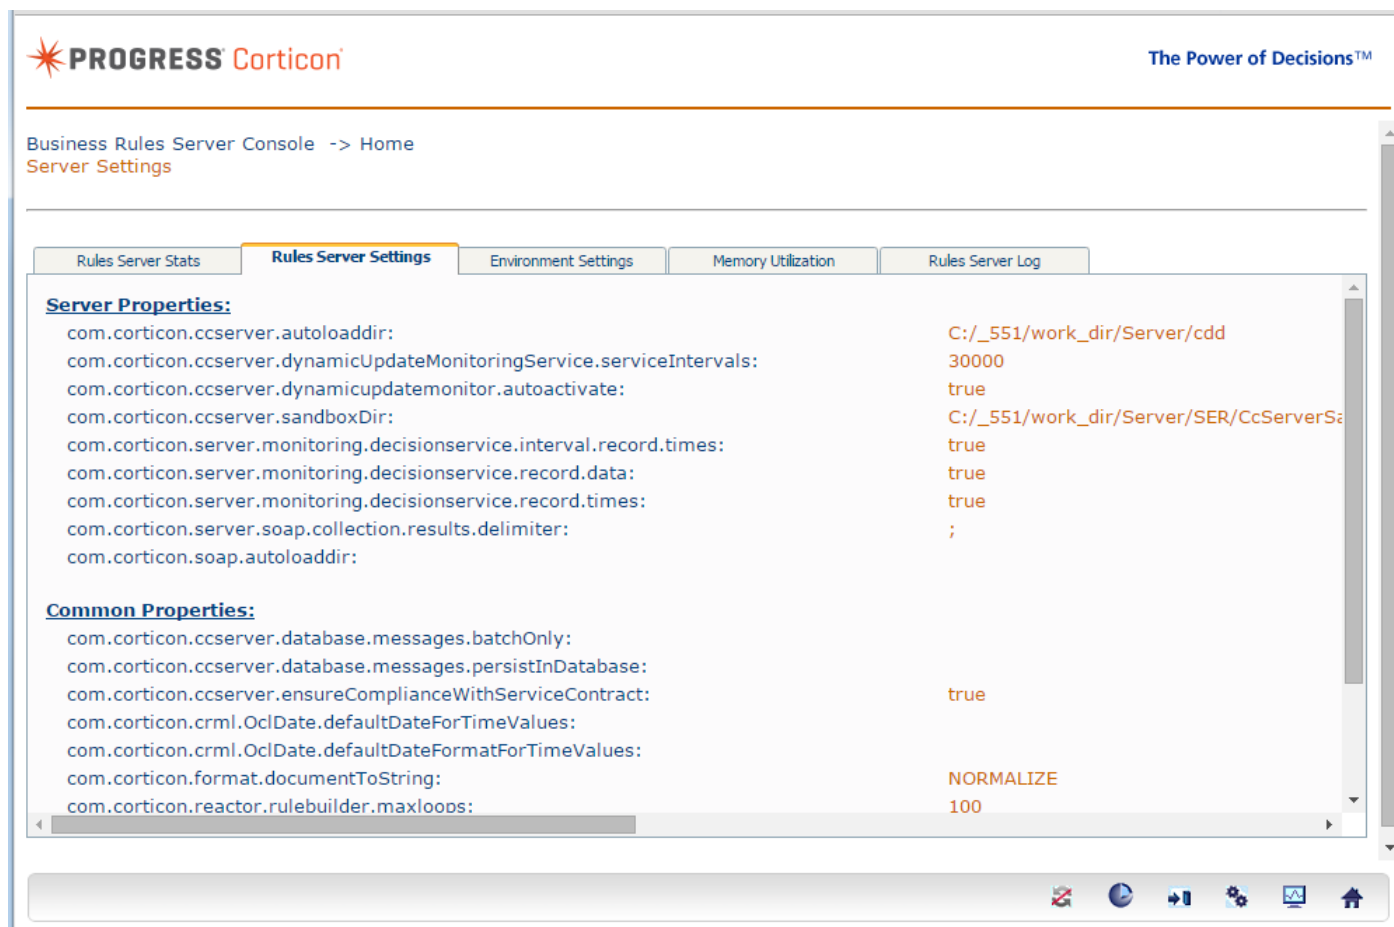 PROGRESS Corticon
The Power of Decisions™
Business Rules Server Console -> Home
Server Settings
Rules Server Stats
Rules Server Settings
Environment Settings
Memory Utilization
Rules Server Log
Server Properties:
com.corticon.ccserver.autoloaddir: C:/_551/work_dir/Server/cdd
com.corticon.ccserver.dynamicUpdateMonitoringService.serviceIntervals: 30000
com.corticon.ccserver.dynamicupdatemonitor.autoactivate: true
com.corticon.ccserver.sandboxDir: C:/_551/work_dir/Server/SER/CcServerSa
com.corticon.server.monitoring.decisionservice.interval.record.times: true
com.corticon.server.monitoring.decisionservice.record.data: true
com.corticon.server.monitoring.decisionservice.record.times: true
com.corticon.server.soap.collection.results.delimiter: ;
com.corticon.soap.autoloaddir:
Common Properties:
com.corticon.ccserver.database.messages.batchOnly:
com.corticon.ccserver.database.messages.persistInDatabase:
com.corticon.ccserver.ensureComplianceWithServiceContract: true
com.corticon.crml.OclDate.defaultDateForTimeValues:
com.corticon.crml.OclDate.defaultDateFormatForTimeValues:
com.corticon.format.documentToString: NORMALIZE
com.corticon.reactor.rulebuilder.maxloops: 100